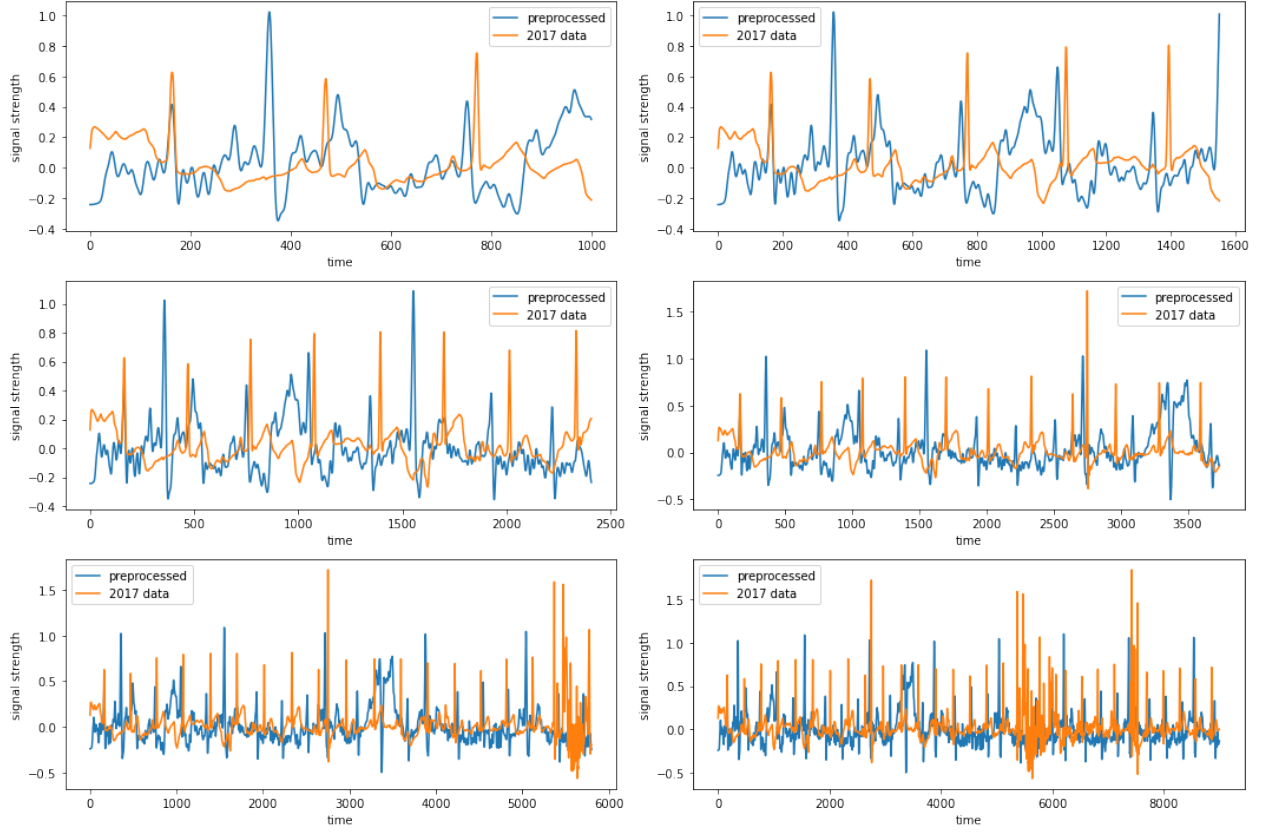 preprocessed
2017 data
signal strength
1.0
0.8
0.6
0.4
0.2
0.0
−0.2
−0.4
0 200 400 600 800 1000
time
preprocessed
2017 data
signal strength
1.0
0.8
0.6
0.4
0.2
0.0
−0.2
−0.4
0 200 400 600 800 1000 1200 1400 1600
time
preprocessed
2017 data
signal strength
1.0
0.8
0.6
0.4
0.2
0.0
−0.2
−0.4
0 500 1000 1500 2000 2500
time
preprocessed
2017 data
signal strength
1.5
1.0
0.5
0.0
−0.5
0 500 1000 1500 2000 2500 3000 3500
time
preprocessed
2017 data
signal strength
1.5
1.0
0.5
0.0
−0.5
0 1000 2000 3000 4000 5000 6000
time
preprocessed
2017 data
signal strength
1.5
1.0
0.5
0.0
−0.5
0 2000 4000 6000 8000
time